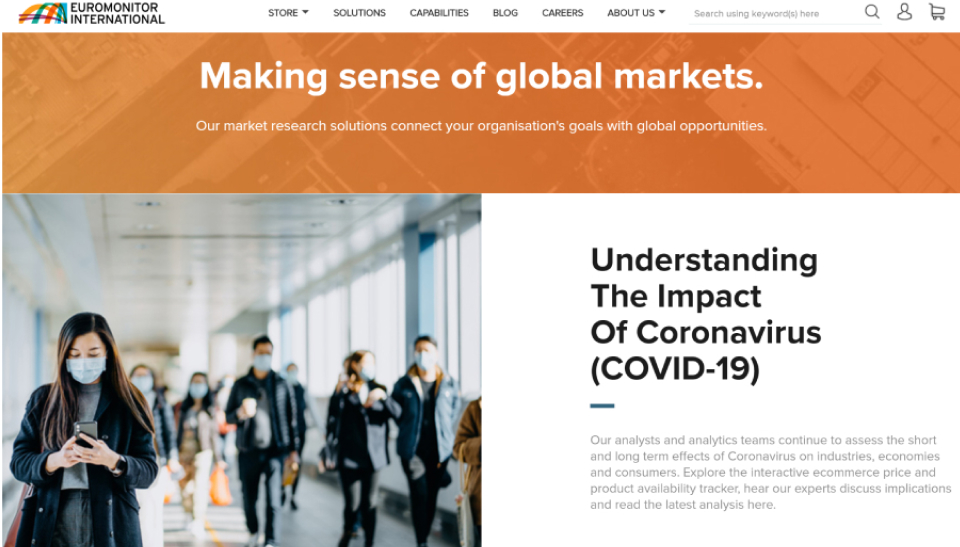 EUROMONITOR
INTERNATIONAL
STORE
SOLUTIONS
CAPABILITIES
BLOG
CAREERS
ABOUT US
Search using keyword(s) here
Making sense of global markets.
Our market research solutions connect your organisation's goals with global opportunities.
Understanding
The Impact
Of Coronavirus
(COVID-19)
Our analysts and analytics teams continue to assess the short
and long term effects of Coronavirus on industries, economies
and consumers. Explore the interactive ecommerce price and
product availability tracker, hear our experts discuss implications
and read the latest analysis here.